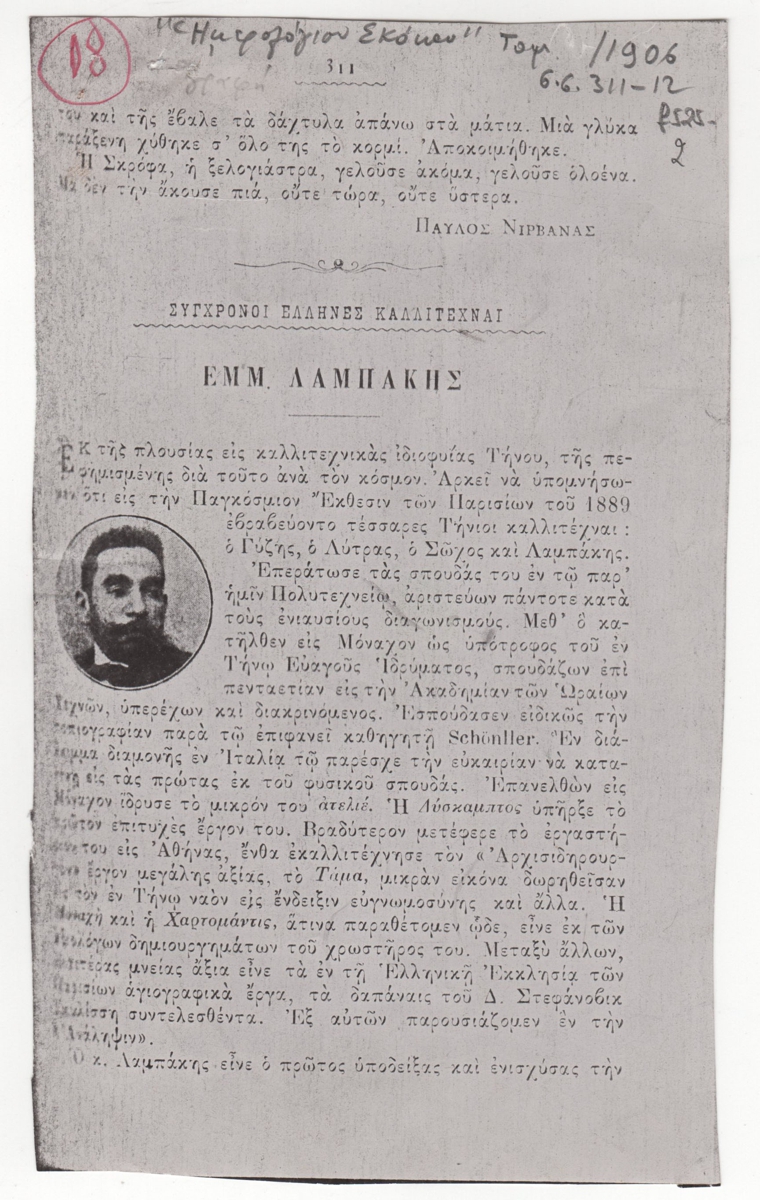 18
"Ἡμερολόγιον Σκόκου" Τομ. /1906
σ.σ. 311-12
311
2
του καὶ τῆς ἔβαλε τὰ δάχτυλα ἀπάνω στὰ μάτια. Μιὰ γλύκα
παράξενη χύθηκε σ' ὅλο της τὸ κορμί. Ἀποκοιμήθηκε.
Ἡ Σκρόφα, ἡ ξελογιάστρα, γελοῦσε ἀκόμα, γελοῦσε ὁλοένα.
Μὰ δὲν τὴν ἄκουσε πιά, οὔτε τώρα, οὔτε ὕστερα.
ΠΑΥΛΟΣ ΝΙΡΒΑΝΑΣ
ΣΥΓΧΡΟΝΟΙ ΕΛΛΗΝΕΣ ΚΑΛΛΙΤΕΧΝΑΙ
ΕΜΜ. ΛΑΜΠΑΚΗΣ
Ἐκ τῆς πλουσίας εἰς καλλιτεχνικὰς ἰδιοφυίας Τήνου, τῆς πε-
φημισμένης διὰ τοῦτο ἀνὰ τὸν κόσμον. Ἀρκεῖ νὰ ὑπομνήσω-
μεν ὅτι εἰς τὴν Παγκόσμιον Ἔκθεσιν τῶν Παρισίων τοῦ 1889
ἐβραβεύοντο τέσσαρες Τήνιοι καλλιτέχναι :
ὁ Γύζης, ὁ Λύτρας, ὁ Σῶχος καὶ Λαμπάκης.
Ἐπεράτωσε τὰς σπουδάς του ἐν τῷ παρ'
ἡμῖν Πολυτεχνείῳ, ἀριστεύων πάντοτε κατὰ
τοὺς ἐνιαυσίους διαγωνισμούς. Μεθ' ὃ κα-
τῆλθεν εἰς Μόναχον ὡς ὑπότροφος τοῦ ἐν
Τήνῳ Εὐαγοῦς Ἱδρύματος, σπουδάζων ἐπὶ
πενταετίαν εἰς τὴν Ἀκαδημίαν τῶν Ὡραίων
Τεχνῶν, ὑπερέχων καὶ διακρινόμενος. Ἐσπούδασεν εἰδικῶς τὴν
τοπιογραφίαν παρὰ τῷ ἐπιφανεῖ καθηγητῇ Schönller. Ἐν διά-
λειμμα διαμονῆς ἐν Ἰταλίᾳ τῷ παρέσχε τὴν εὐκαιρίαν νὰ κατα-
εἰς τὰς πρώτας ἐκ τοῦ φυσικοῦ σπουδάς. Ἐπανελθὼν εἰς
Μόναχον ἵδρυσε τὸ μικρόν του ἀτελιέ. Ἡ Δύσκαμπτος ὑπῆρξε τὸ
πρῶτον ἐπιτυχὲς ἔργον του. Βραδύτερον μετέφερε τὸ ἐργαστή-
ριόν του εἰς Ἀθήνας, ἔνθα ἐκαλλιτέχνησε τὸν «Ἀρχισιδηρουρ-
ἔργον μεγάλης ἀξίας, τὸ Τάμα, μικρὰν εἰκόνα δωρηθεῖσαν
τὸν ἐν Τήνῳ ναὸν εἰς ἔνδειξιν εὐγνωμοσύνης καὶ ἄλλα. Ἡ
Μοναχὴ καὶ ἡ Χαρτομάντις, ἅτινα παραθέτομεν ᾧδε, εἶνε ἐκ τῶν
δημιουργημάτων τοῦ χρωστῆρος του. Μεταξὺ ἄλλων,
μνείας ἄξια εἶνε τὰ ἐν τῇ Ἑλληνικῇ Ἐκκλησίᾳ τῶν
Παρισίων ἁγιογραφικὰ ἔργα, τὰ δαπάναις τοῦ Δ. Στεφάνοβικ
Σκυλίσση συντελεσθέντα. Ἐξ αὐτῶν παρουσιάζομεν ἓν τὴν
«Ἀνάληψιν».
Ὁ κ. Λαμπάκης εἶνε ὁ πρῶτος ὑποδείξας καὶ ἐνισχύσας τὴν